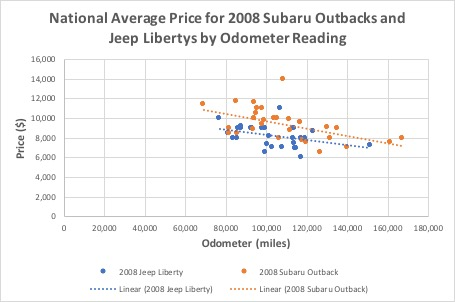 National Average Price for 2008 Subaru Outbacks and
Jeep Libertys by Odometer Reading
16,000
14,000
12,000
10,000
8,000
6,000
4,000
2,000
0
Price ($)
0 20,000 40,000 60,000 80,000 100,000 120,000 140,000 160,000 180,000
Odometer (miles)
2008 Jeep Liberty 2008 Subaru Outback
Linear (2008 Jeep Liberty) Linear (2008 Subaru Outback)